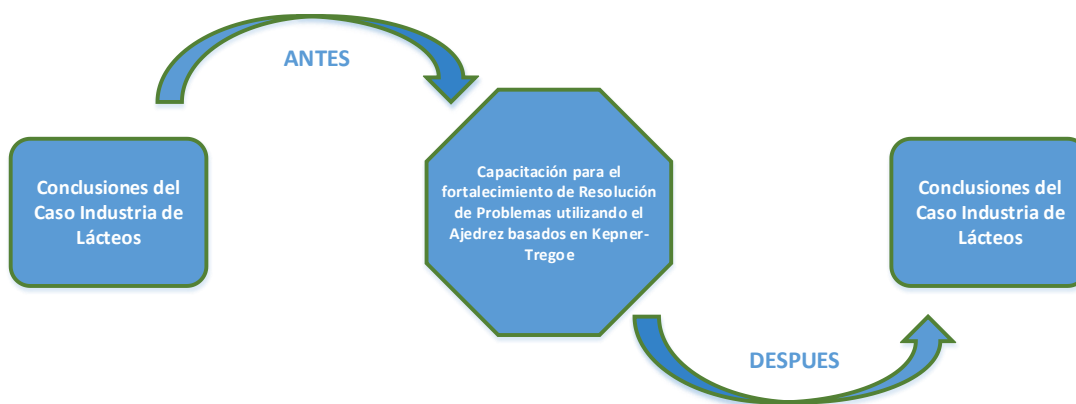 ANTES
Conclusiones del
Caso Industria de
Lácteos
Capacitación para el
fortalecimiento de Resolución
de Problemas utilizando el
Ajedrez basados en Kepner-
Tregoe
Conclusiones del
Caso Industria de
Lácteos
DESPUES